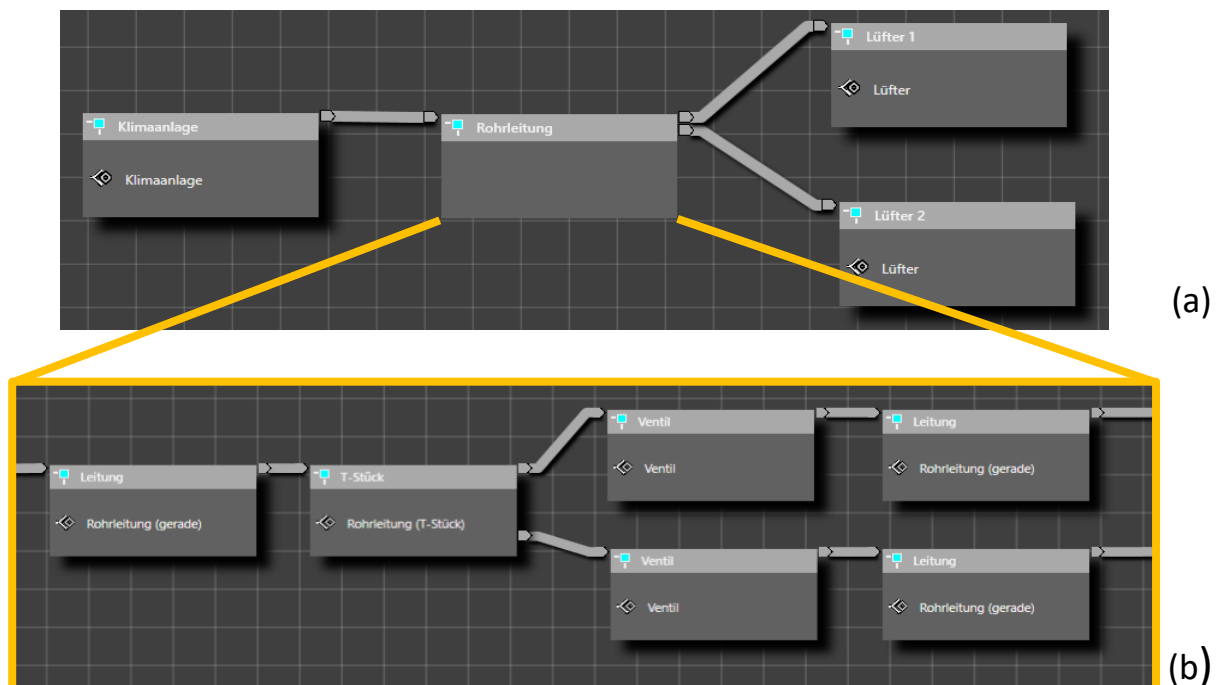 Lüfter 1
Lüfter
Klimaanlage
Klimaanlage
Rohrleitung
Lüfter 2
Lüfter
(a)
Ventil
Ventil
Leitung
Rohrleitung (gerade)
Leitung
Rohrleitung (gerade)
T-Stück
Rohrleitung (T-Stück)
Ventil
Ventil
Leitung
Rohrleitung (gerade)
(b)